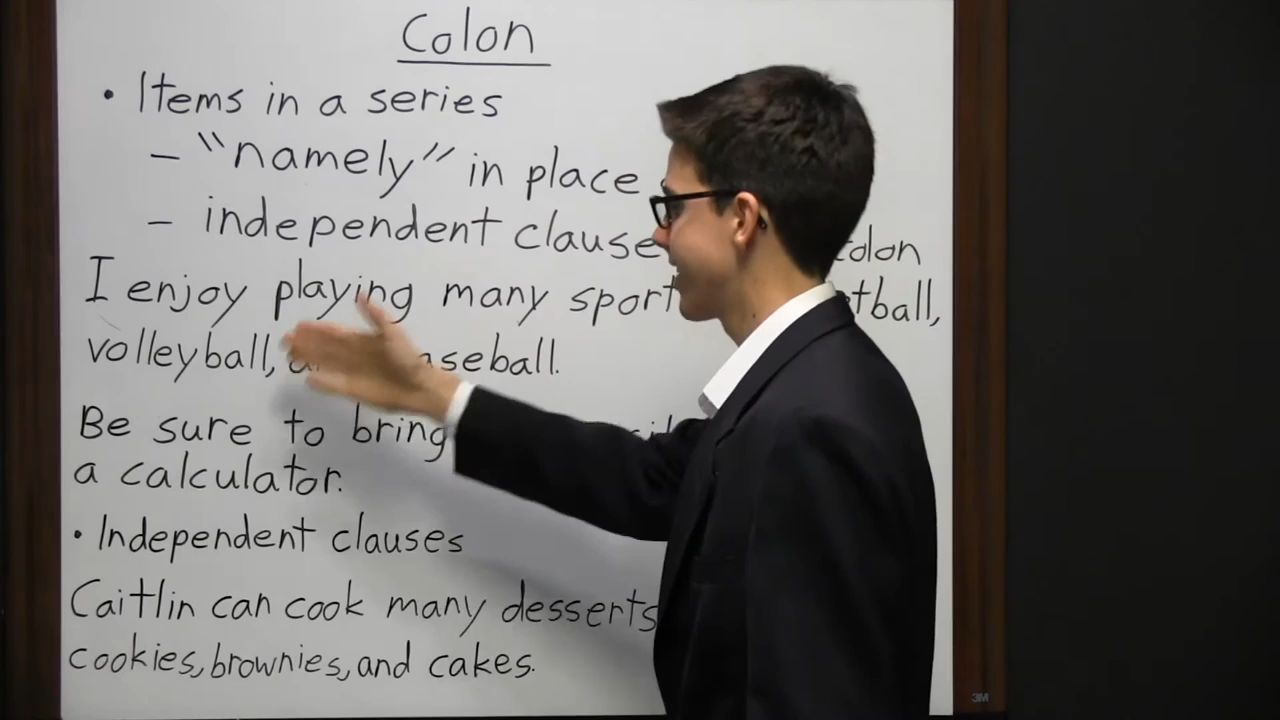 Colon
• Items in a series
– "namely" in place
– independent clause colon
I enjoy playing many sport tball,
volleyball, aseball.
Be sure to bring
a calculator.
• Independent clauses
Caitlin can cook many desserts
cookies, brownies, and cakes.
3M